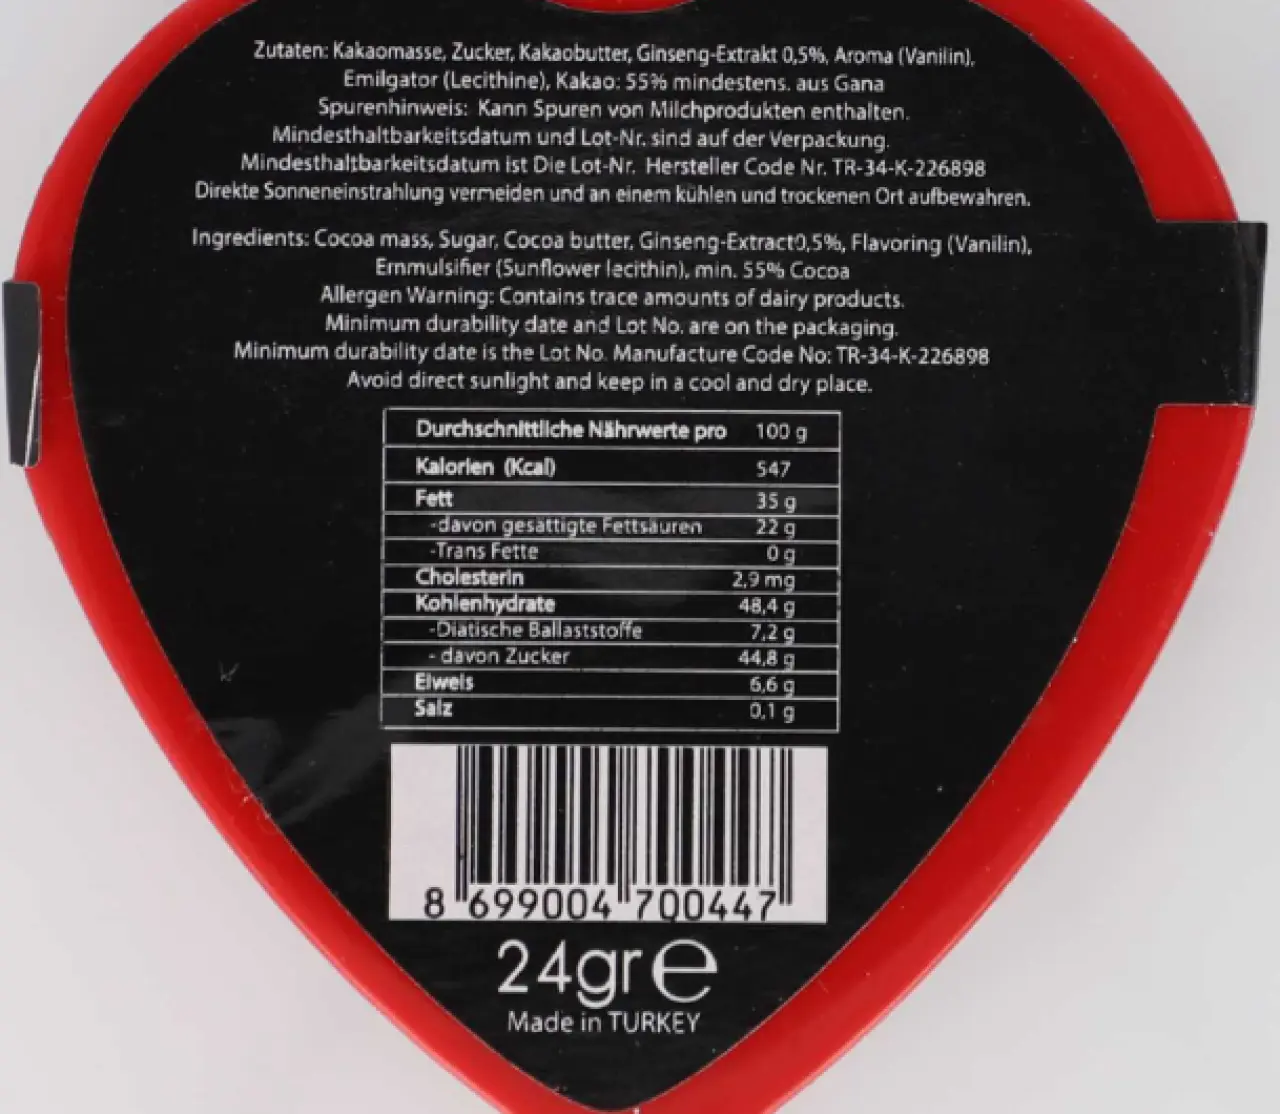 Zutaten: Kakaomasse, Zucker, Kakaobutter, Ginseng-Extrakt 0,5%, Aroma (Vanilin),
Emilgator (Lecithine), Kakao: 55% mindestens. aus Gana
Spurenhinweis: Kann Spuren von Milchprodukten enthalten.
Mindesthaltbarkeitsdatum und Lot-Nr. sind auf der Verpackung.
Mindesthaltbarkeitsdatum ist Die Lot-Nr. Hersteller Code Nr. TR-34-K-226898
Direkte Sonneneinstrahlung vermeiden und an einem kühlen und trockenen Ort aufbewahren.
Ingredients: Cocoa mass, Sugar, Cocoa butter, Ginseng-Extract0,5%, Flavoring (Vanilin),
Emmulsifier (Sunflower lecithin), min. 55% Cocoa
Allergen Warning: Contains trace amounts of dairy products.
Minimum durability date and Lot No. are on the packaging.
Minimum durability date is the Lot No. Manufacture Code No: TR-34-K-226898
Avoid direct sunlight and keep in a cool and dry place.
Durchschnittliche Nährwerte pro 100 g
Kalorien (Kcal) 547
Fett 35 g
-davon gesättigte Fettsäuren 22 g
-Trans Fette 0 g
Cholesterin 2,9 mg
Kohlenhydrate 48,4 g
-Diätische Ballaststoffe 7,2 g
- davon Zucker 44,8 g
Eiweis 6,6 g
Salz 0,1 g
8 699004 700447
24gr e
Made in TURKEY